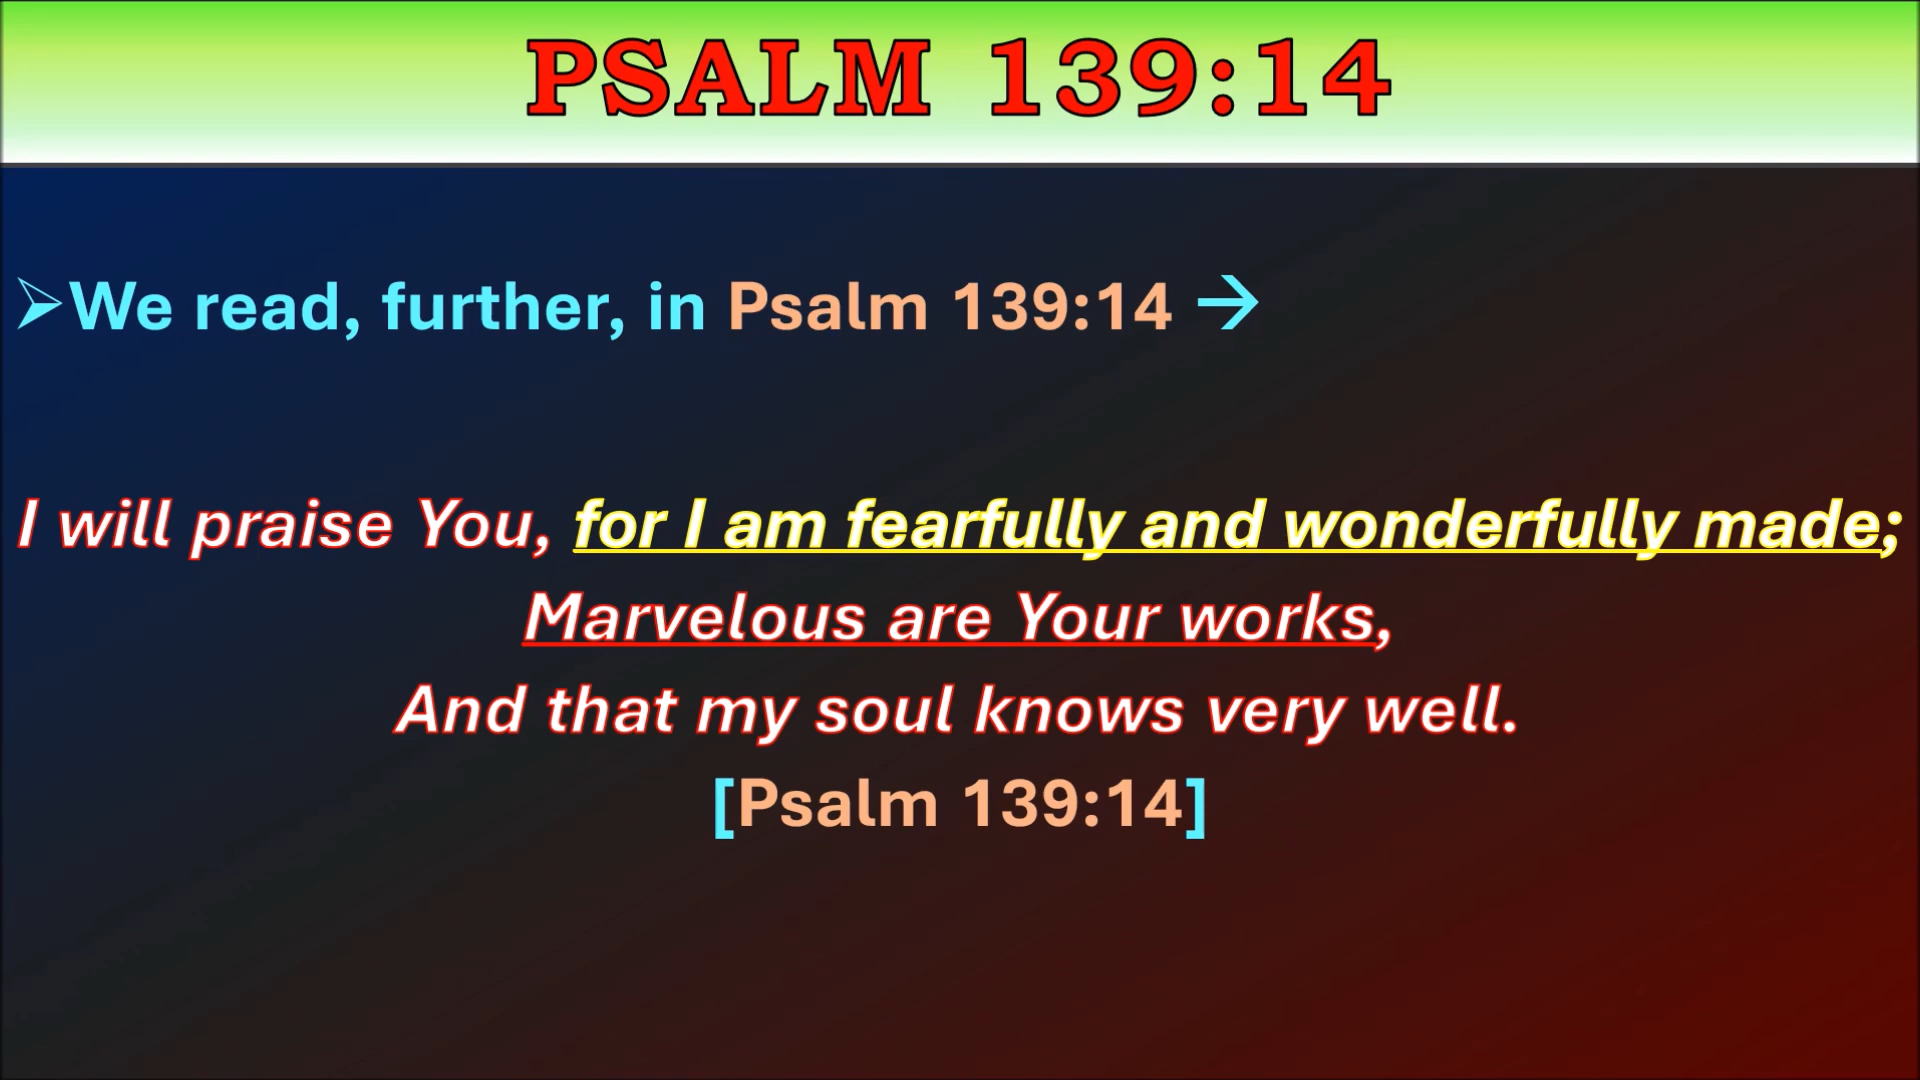 PSALM 139:14
➢We read, further, in Psalm 139:14 →
I will praise You, for I am fearfully and wonderfully made;
Marvelous are Your works,
And that my soul knows very well.
[Psalm 139:14]